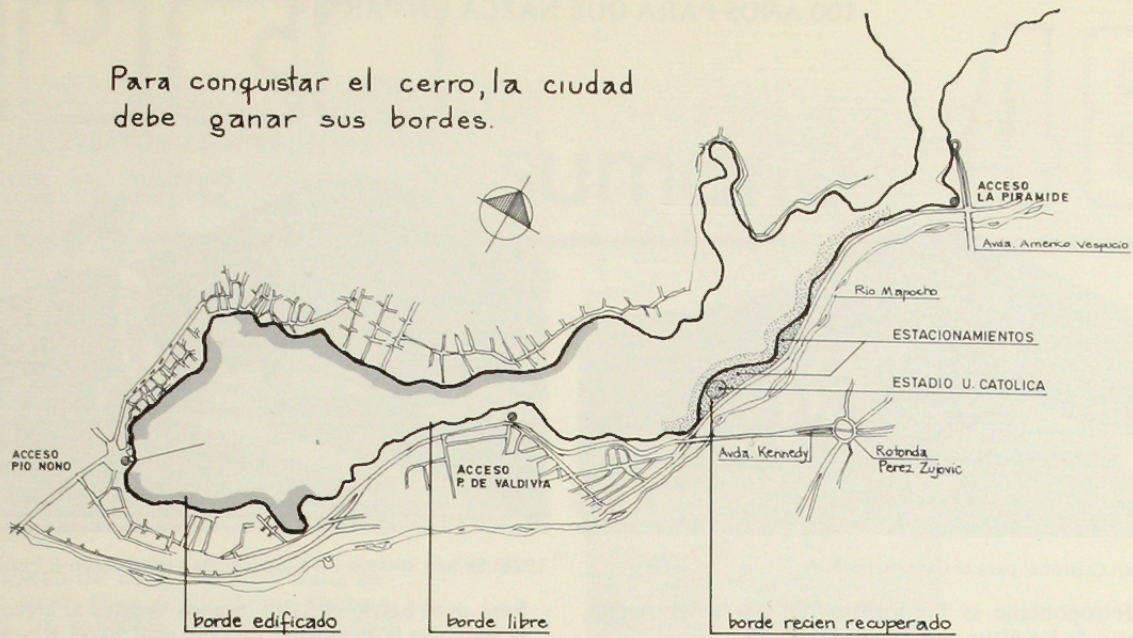 Para conquistar el cerro, la ciudad
debe ganar sus bordes.
ACCESO
LA PIRAMIDE
Avda. Americo Vespucio
Rio Mapocho
ESTACIONAMIENTOS
ESTADIO U. CATOLICA
ACCESO
PIO NONO
ACCESO
P. DE VALDIVIA
Avda. Kennedy
Rotonda
Perez Zujovic
borde edificado
borde libre
borde recien recuperado